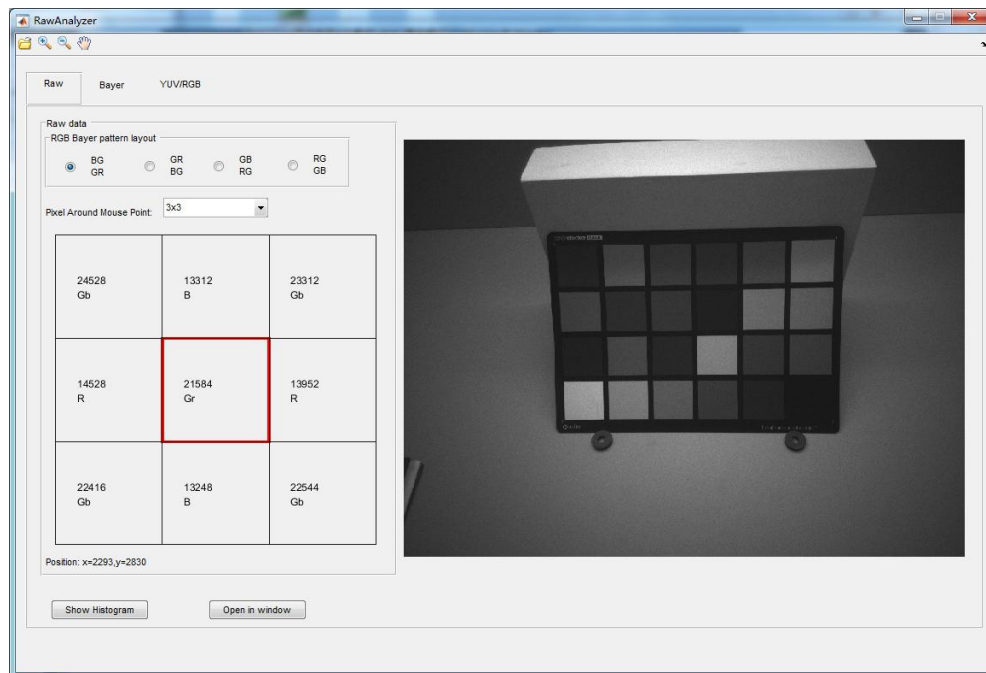 RawAnalyzer
Raw Bayer YUV/RGB
Raw data
RGB Bayer pattern layout
BG GR GB RG
GR BG RG GB
Pixel Around Mouse Point: 3x3
24528 13312 23312
Gb B Gb
14528 21584 13952
R Gr R
22416 13248 22544
Gb B Gb
Position: x=2293,y=2830
Show Histogram Open in window